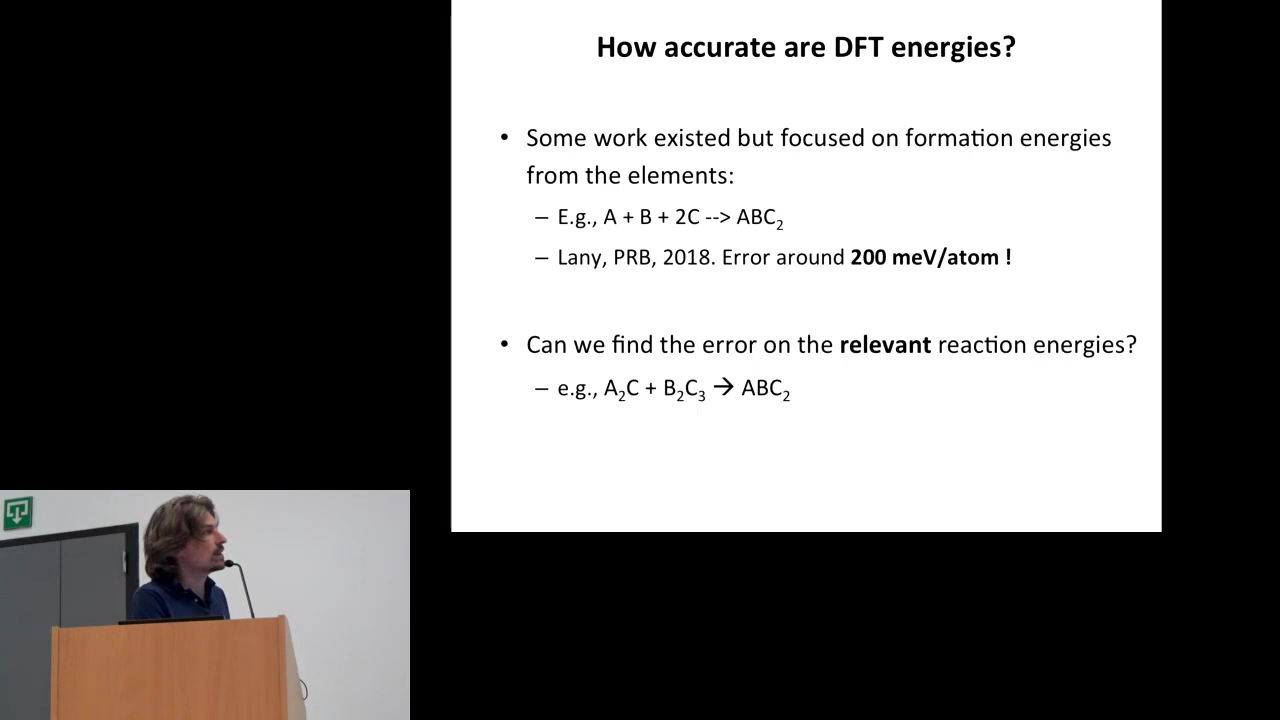 How accurate are DFT energies?
• Some work existed but focused on formation energies
from the elements:
– E.g., A + B + 2C --> ABC₂
– Lany, PRB, 2018. Error around 200 meV/atom !
• Can we find the error on the relevant reaction energies?
– e.g., A₂C + B₂C₃ → ABC₂